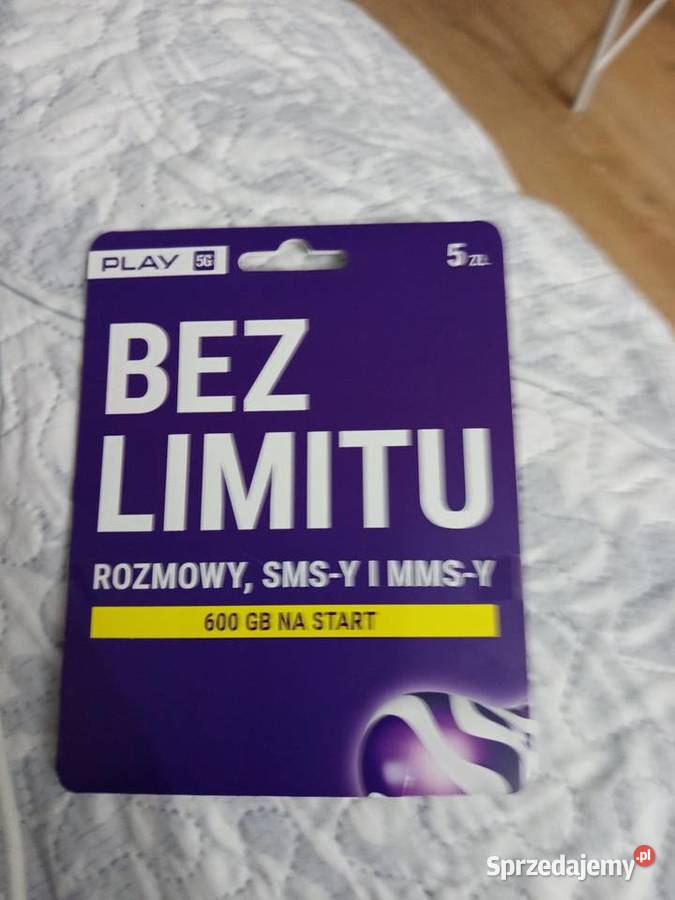 PLAY 5G
5 ZŁ
BEZ
LIMITU
ROZMOWY, SMS-Y I MMS-Y
600 GB NA START
Sprzedajemy.pl